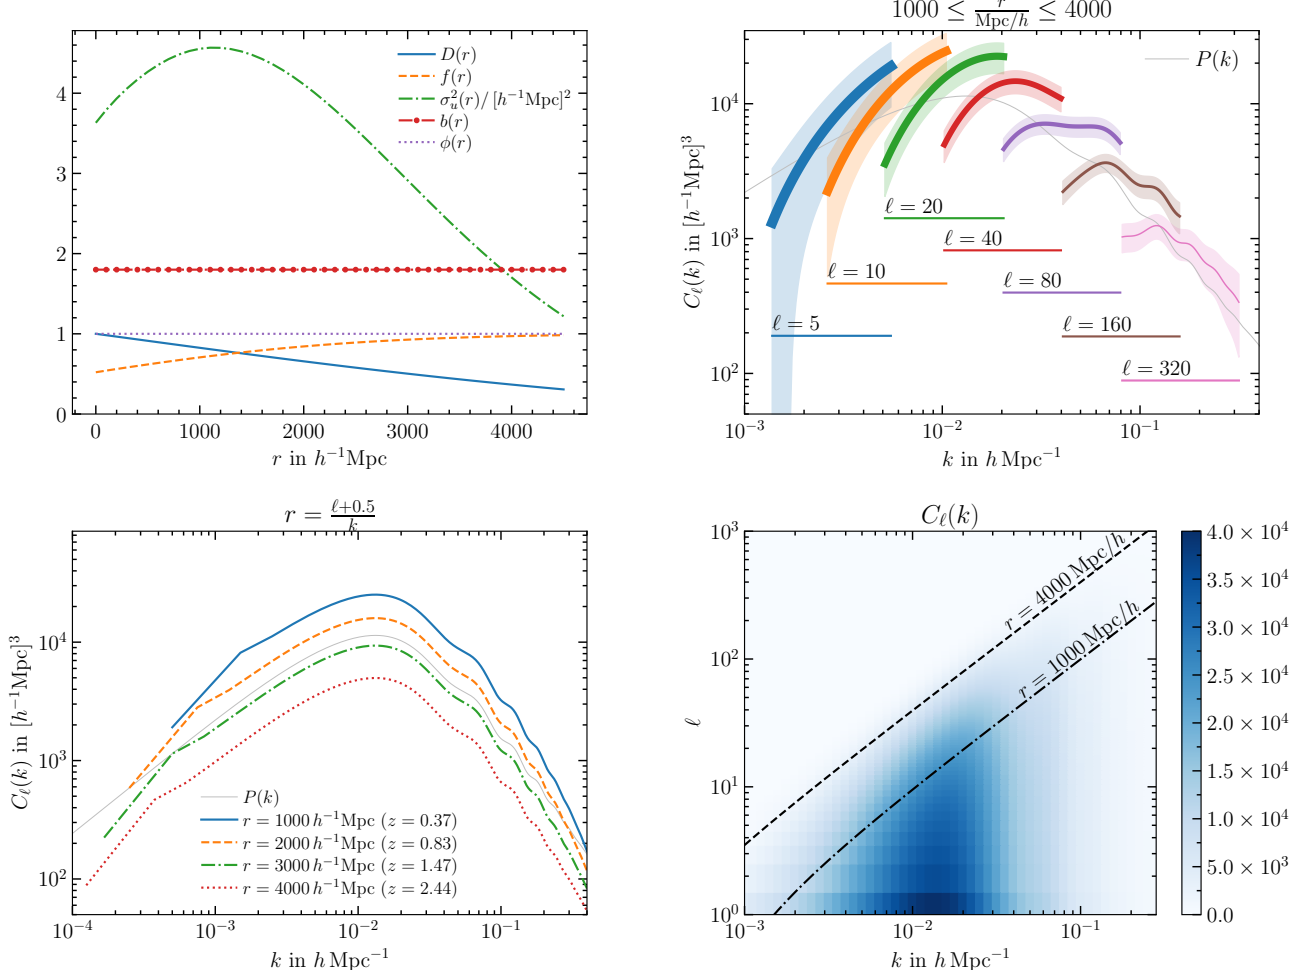 D(r)
f(r)
σ_u^2(r)/[h^−1Mpc]^2
b(r)
ϕ(r)
4
3
2
1
0
0
1000
2000
3000
4000
r in h^−1Mpc
1000 ≤ r/(Mpc/h) ≤ 4000
P(k)
10^4
10^3
10^2
C_ℓ(k) in [h^−1Mpc]^3
ℓ = 20
ℓ = 40
ℓ = 10
ℓ = 80
ℓ = 5
ℓ = 160
ℓ = 320
10^−3
10^−2
10^−1
k in h Mpc^−1
r = (ℓ+0.5)/k
10^4
10^3
10^2
C_ℓ(k) in [h^−1Mpc]^3
P(k)
r = 1000 h^−1Mpc (z = 0.37)
r = 2000 h^−1Mpc (z = 0.83)
r = 3000 h^−1Mpc (z = 1.47)
r = 4000 h^−1Mpc (z = 2.44)
10^−4
10^−3
10^−2
10^−1
k in h Mpc^−1
C_ℓ(k)
10^3
10^2
10^1
10^0
ℓ
r = 4000 Mpc/h
r = 1000 Mpc/h
10^−3
10^−2
10^−1
k in h Mpc^−1
4.0 × 10^4
3.5 × 10^4
3.0 × 10^4
2.5 × 10^4
2.0 × 10^4
1.5 × 10^4
1.0 × 10^4
5.0 × 10^3
0.0